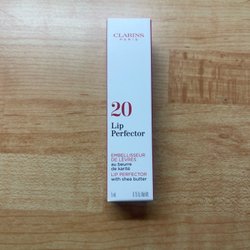 CLARINS
PARIS
20
Lip
Perfector
EMBELLISSEUR
DE LÈVRES
au beurre
de karité
LIP PERFECTOR
with shea butter